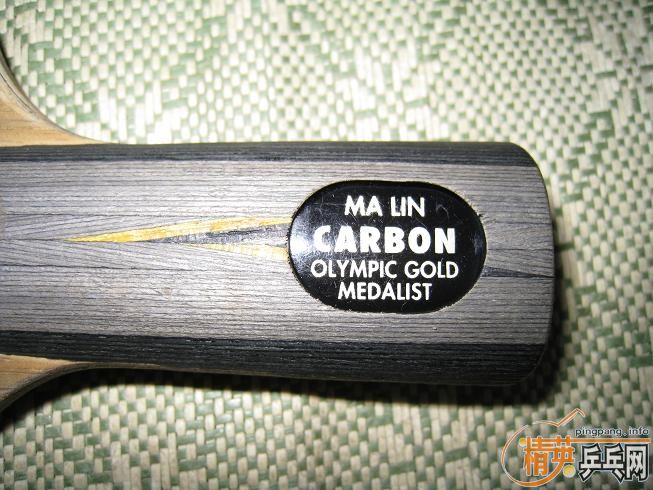 MA LIN
CARBON
OLYMPIC GOLD
MEDALIST
pingpang.info
精英乒乓网